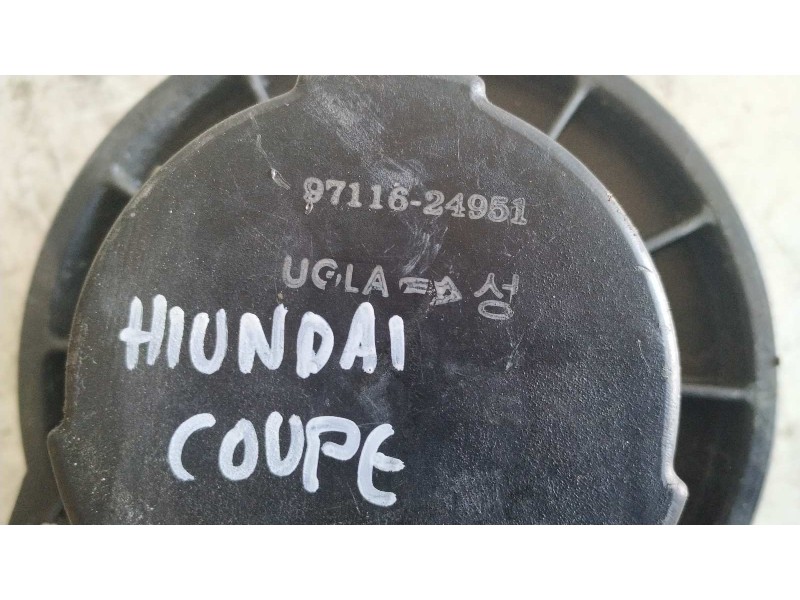 97116-24951
UGLA 성
HIUNDAI
COUPE